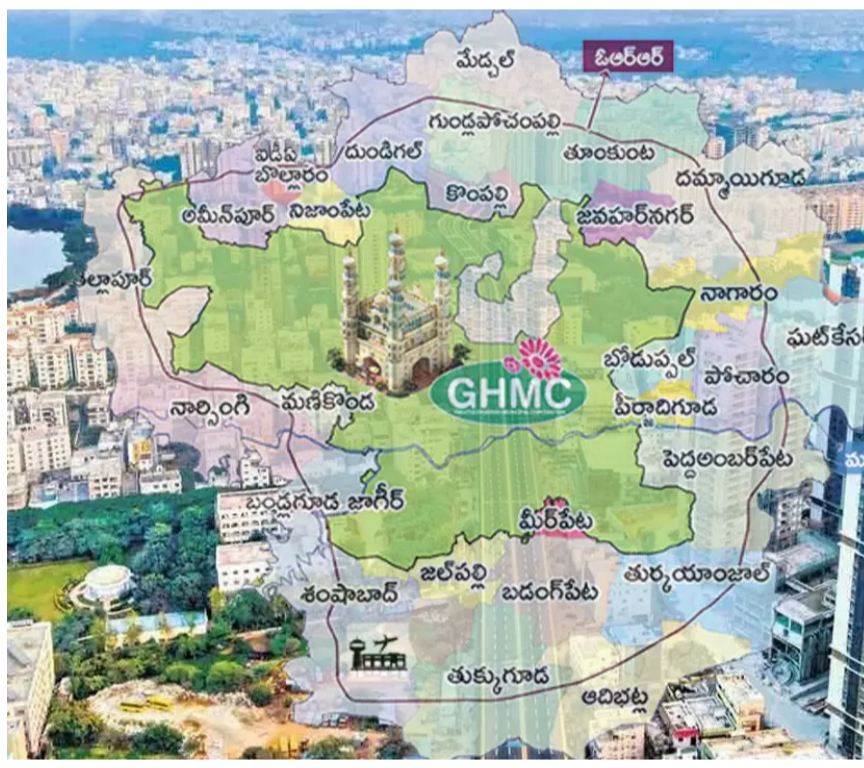 మేడ్చల్
ఓఆర్ఆర్
గుండ్లపోచంపల్లి
ఐడీఏ
బొల్లారం
దుండిగల్
తూంకుంట
దమ్మాయిగూడ
అమీన్‌పూర్
నిజాంపేట
కొంపల్లి
జవహర్‌నగర్
తెల్లాపూర్
నాగారం
ఘట్‌కేసర
బోడుప్పల్
పోచారం
GHMC
నార్సింగి
మణికొండ
పీర్జాదిగూడ
పెద్దఅంబర్‌పేట
బండ్లగూడ జాగీర్
మీర్‌పేట
శంషాబాద్
జల్‌పల్లి
బడంగ్‌పేట
తుర్కయాంజాల్
తుక్కుగూడ
ఆదిభట్ల